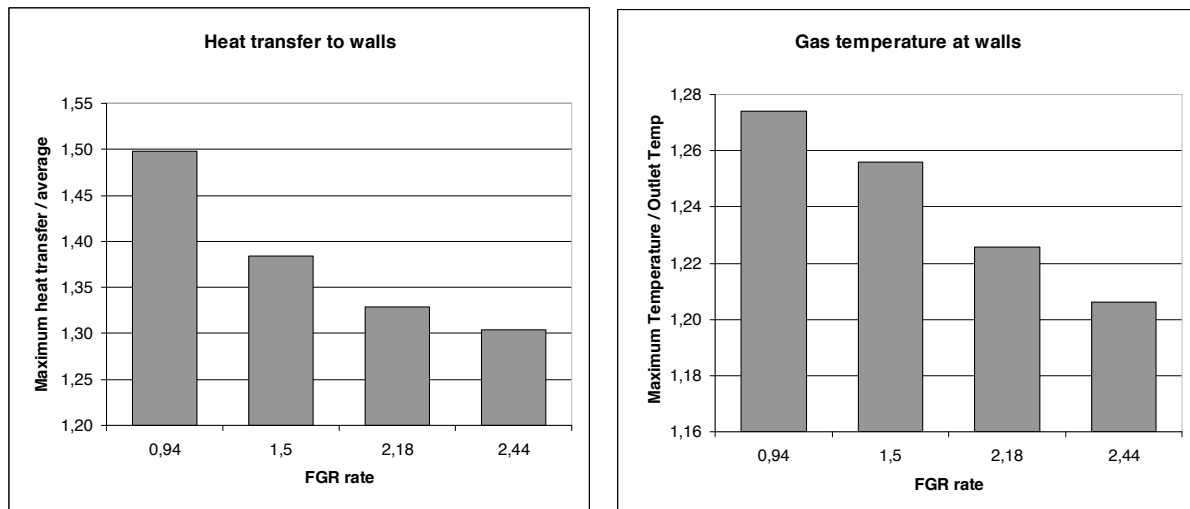 Heat transfer to walls
Maximum heat transfer / average
1,55
1,50
1,45
1,40
1,35
1,30
1,25
1,20
0,94 1,5 2,18 2,44
FGR rate
Gas temperature at walls
Maximum Temperature / Outlet Temp
1,28
1,26
1,24
1,22
1,20
1,18
1,16
0,94 1,5 2,18 2,44
FGR rate